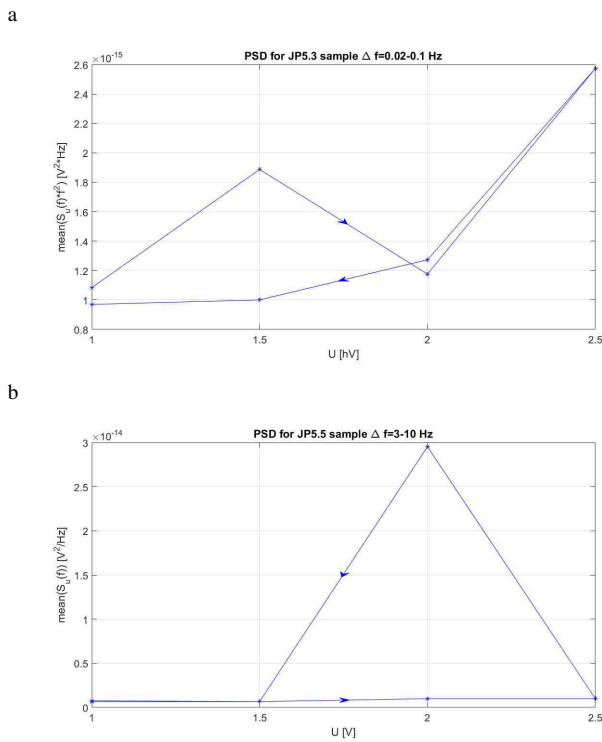 a
×10⁻¹⁵
PSD for JP5.3 sample Δ f=0.02-0.1 Hz
mean(Sᵤ(f)*f²) [V²*Hz]
2.6
2.4
2.2
2
1.8
1.6
1.4
1.2
1
0.8
1 1.5 2 2.5
U [hV]
b
×10⁻¹⁴
PSD for JP5.5 sample Δ f=3-10 Hz
mean(Sᵤ(f)) [V²/Hz]
3
2.5
2
1.5
1
0.5
0
1 1.5 2 2.5
U [V]